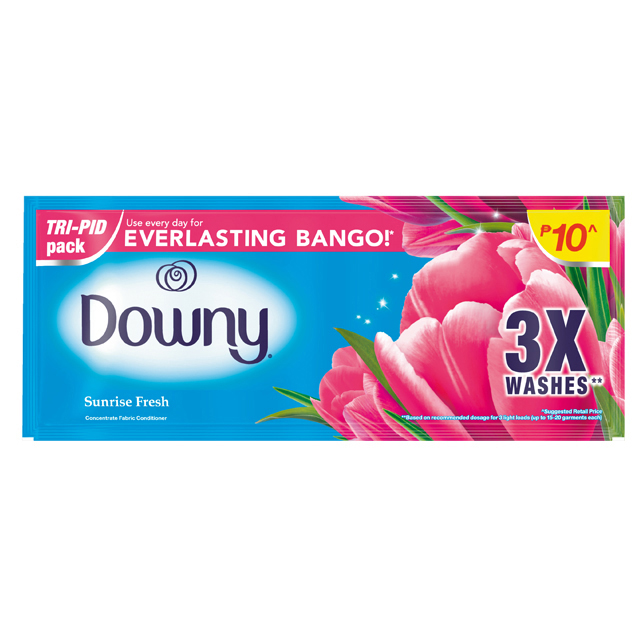 TRI-PID
pack
Use every day for
EVERLASTING BANGO!*
₱10^
Downy®
Sunrise Fresh
Concentrate Fabric Conditioner
3X
WASHES**
^Suggested Retail Price
**Based on recommended dosage for 3 light loads (up to 15-20 garments each)